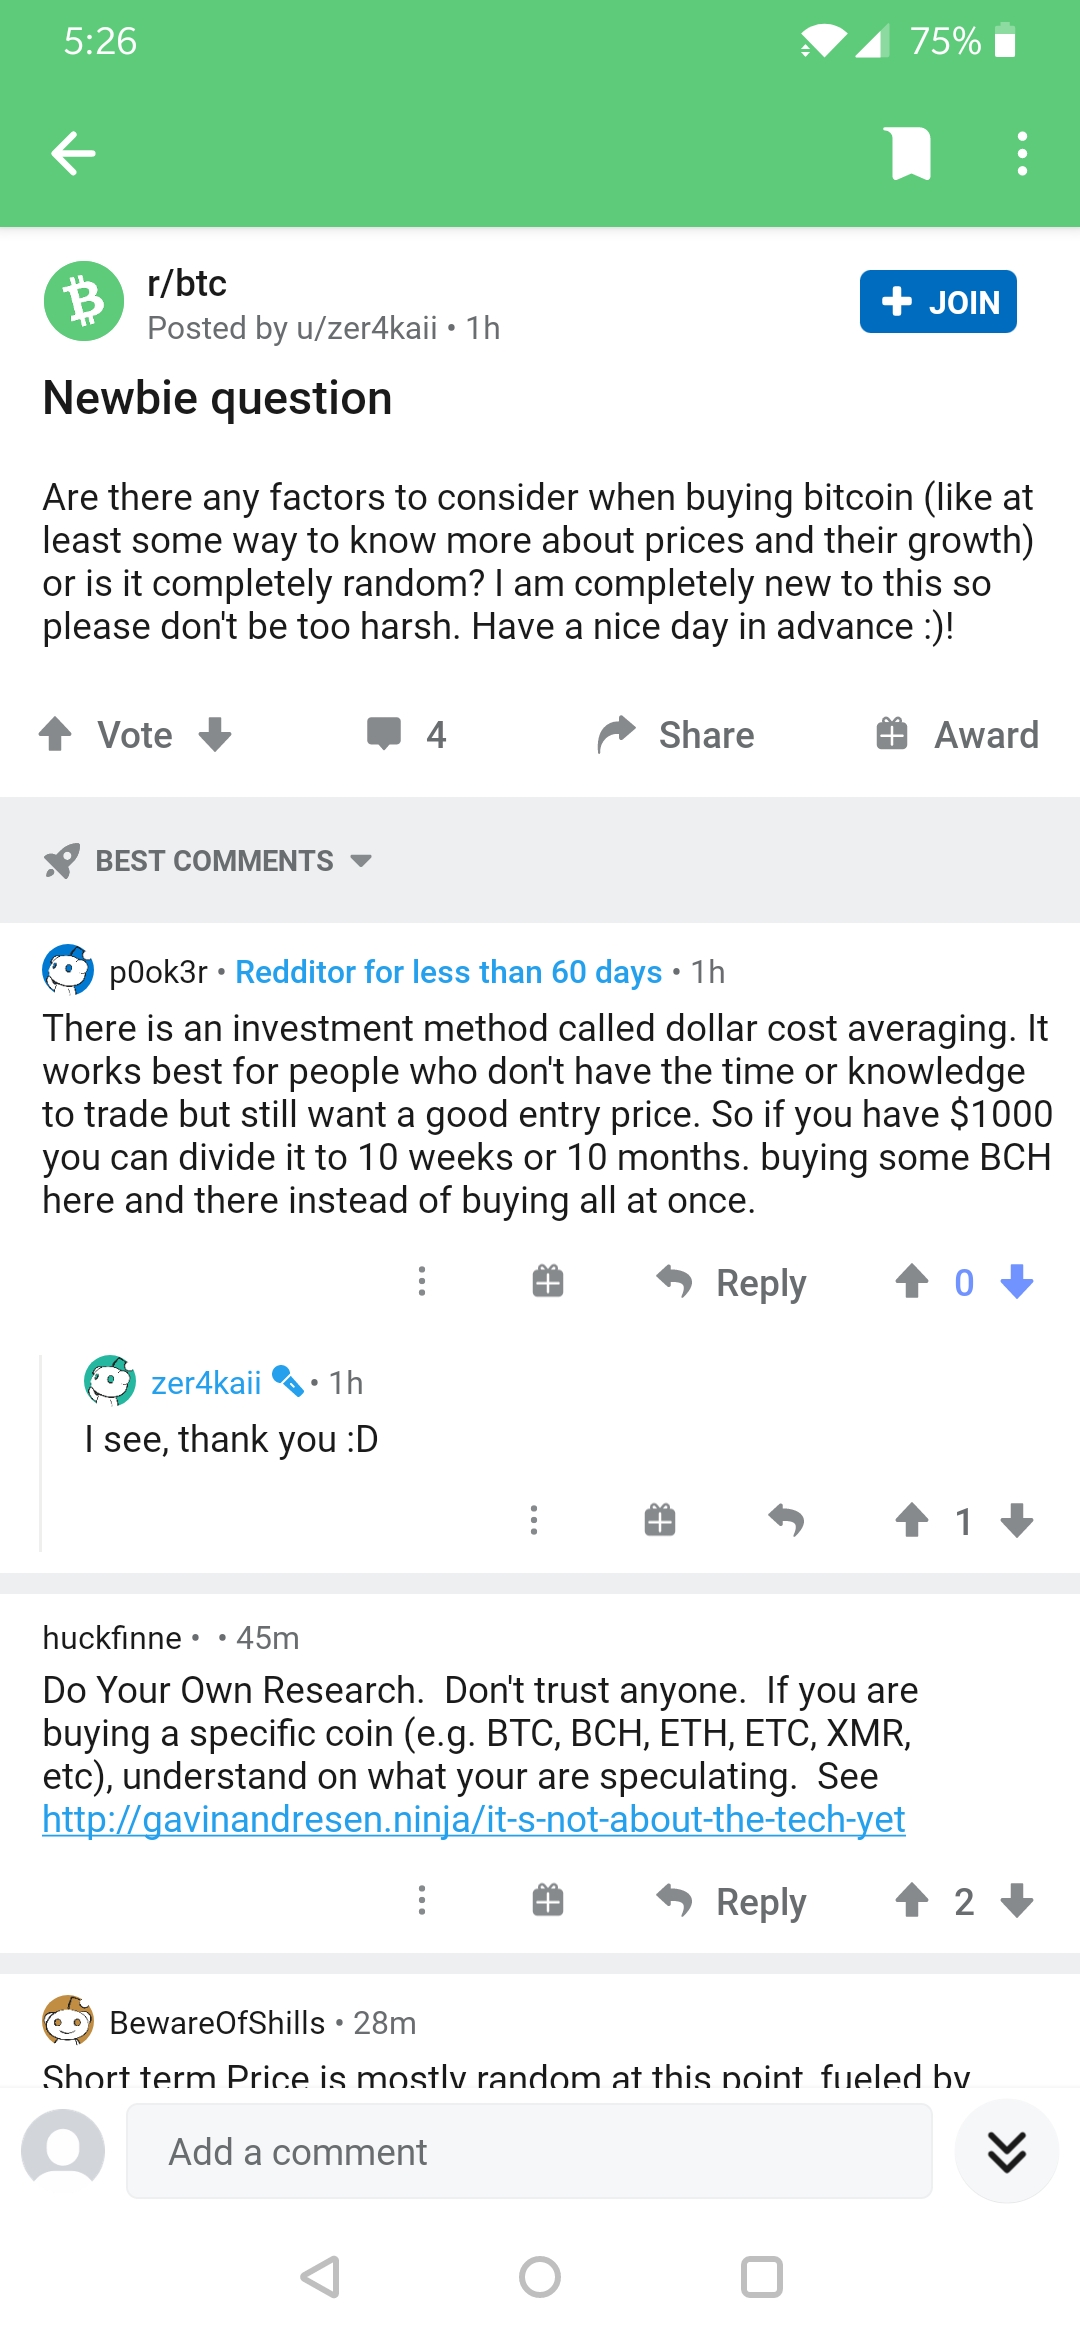 5:26
75%
r/btc
Posted by u/zer4kaii • 1h
JOIN
Newbie question
Are there any factors to consider when buying bitcoin (like at
least some way to know more about prices and their growth)
or is it completely random? I am completely new to this so
please don't be too harsh. Have a nice day in advance :)!
Vote
4
Share
Award
BEST COMMENTS
p0ok3r • Redditor for less than 60 days • 1h
There is an investment method called dollar cost averaging. It
works best for people who don't have the time or knowledge
to trade but still want a good entry price. So if you have $1000
you can divide it to 10 weeks or 10 months. buying some BCH
here and there instead of buying all at once.
Reply
0
zer4kaii • 1h
I see, thank you :D
1
huckfinne • • 45m
Do Your Own Research.  Don't trust anyone.  If you are
buying a specific coin (e.g. BTC, BCH, ETH, ETC, XMR,
etc), understand on what your are speculating.  See
http://gavinandresen.ninja/it-s-not-about-the-tech-yet
Reply
2
BewareOfShills • 28m
Short term Price is mostly random at this point, fueled by
Add a comment